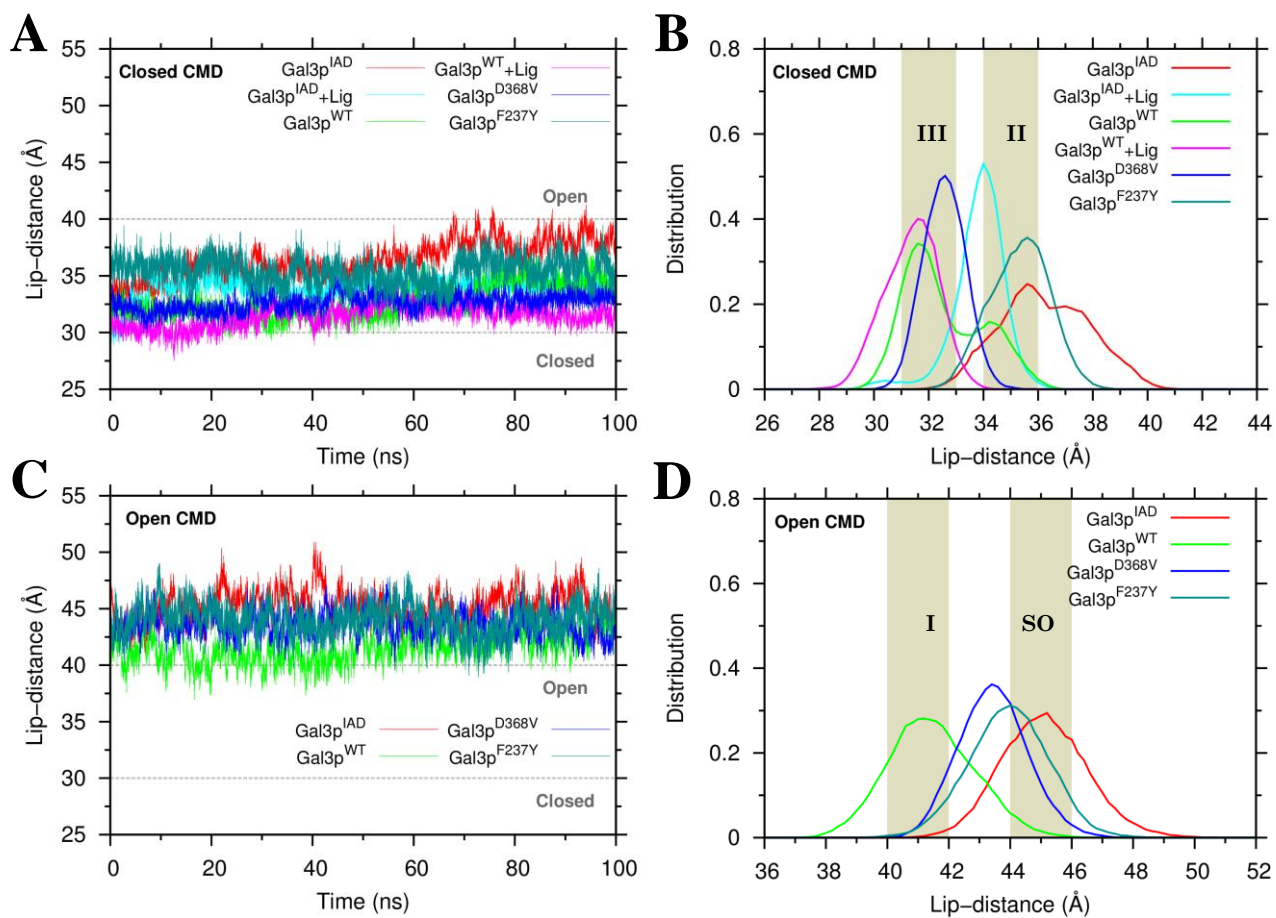 A
Closed CMD
Gal3p^IAD
Gal3p^WT+Lig
Gal3p^IAD+Lig
Gal3p^D368V
Gal3p^WT
Gal3p^F237Y
Open
Closed
Lip−distance (Å)
55
50
45
40
35
30
25
0 20 40 60 80 100
Time (ns)
B
Closed CMD
Gal3p^IAD
Gal3p^IAD+Lig
Gal3p^WT
Gal3p^WT+Lig
Gal3p^D368V
Gal3p^F237Y
III
II
Distribution
0.8
0.6
0.4
0.2
0
26 28 30 32 34 36 38 40 42 44
Lip−distance (Å)
C
Open CMD
Open
Gal3p^IAD
Gal3p^D368V
Gal3p^WT
Gal3p^F237Y
Closed
Lip−distance (Å)
55
50
45
40
35
30
25
0 20 40 60 80 100
Time (ns)
D
Open CMD
Gal3p^IAD
Gal3p^WT
Gal3p^D368V
Gal3p^F237Y
I
SO
Distribution
0.8
0.6
0.4
0.2
0
36 38 40 42 44 46 48 50 52
Lip−distance (Å)